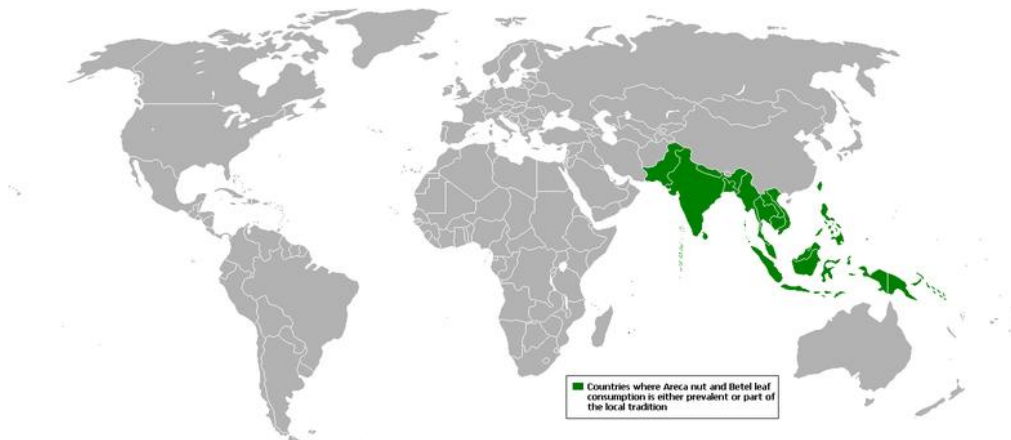 Countries where Areca nut and Betel leaf
consumption is either prevalent or part of
the local tradition